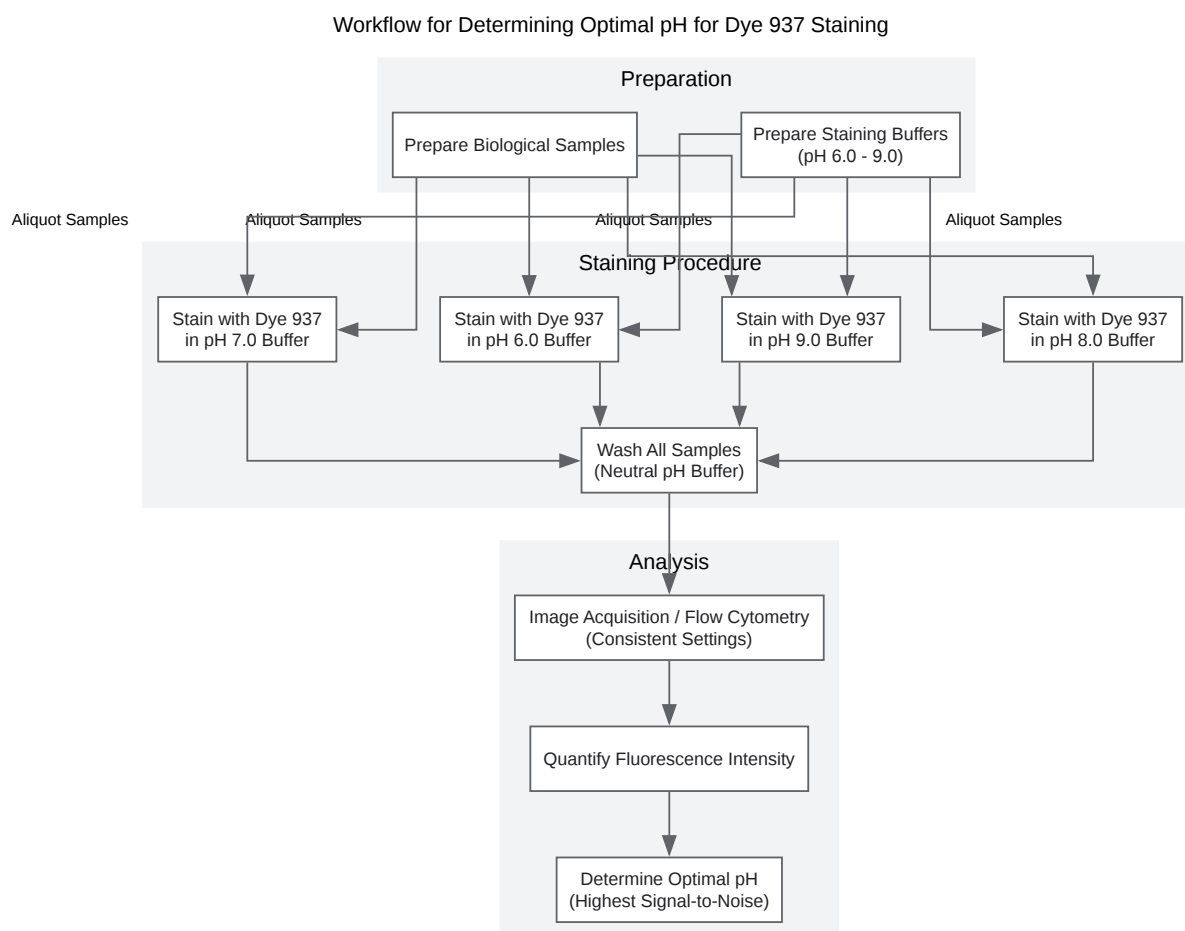 Workflow for Determining Optimal pH for Dye 937 Staining
Preparation
Prepare Biological Samples
Prepare Staining Buffers
(pH 6.0 - 9.0)
Aliquot Samples
Aliquot Samples
Aliquot Samples
Aliquot Samples
Staining Procedure
Stain with Dye 937
in pH 7.0 Buffer
Stain with Dye 937
in pH 6.0 Buffer
Stain with Dye 937
in pH 9.0 Buffer
Stain with Dye 937
in pH 8.0 Buffer
Wash All Samples
(Neutral pH Buffer)
Analysis
Image Acquisition / Flow Cytometry
(Consistent Settings)
Quantify Fluorescence Intensity
Determine Optimal pH
(Highest Signal-to-Noise)